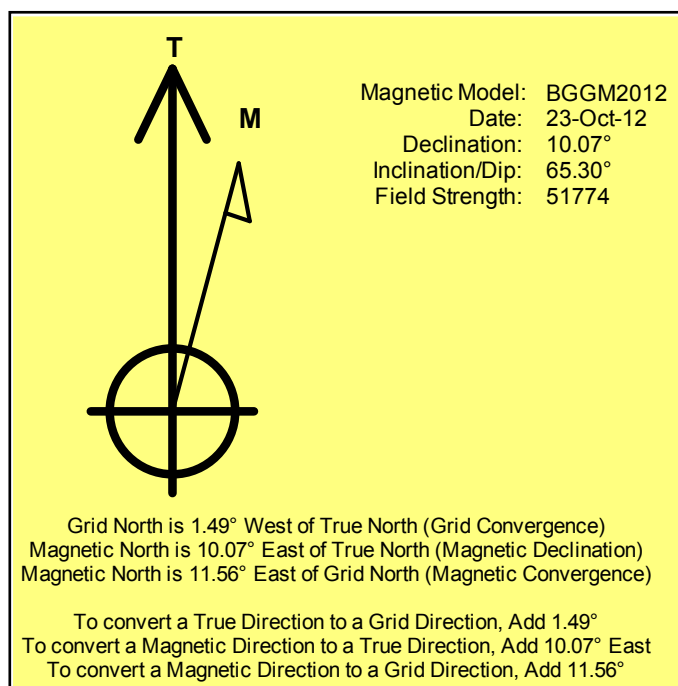 T
M
Magnetic Model: BGGM2012
Date: 23-Oct-12
Declination: 10.07°
Inclination/Dip: 65.30°
Field Strength: 51774
Grid North is 1.49° West of True North (Grid Convergence)
Magnetic North is 10.07° East of True North (Magnetic Declination)
Magnetic North is 11.56° East of Grid North (Magnetic Convergence)
To convert a True Direction to a Grid Direction, Add 1.49°
To convert a Magnetic Direction to a True Direction, Add 10.07° East
To convert a Magnetic Direction to a Grid Direction, Add 11.56°